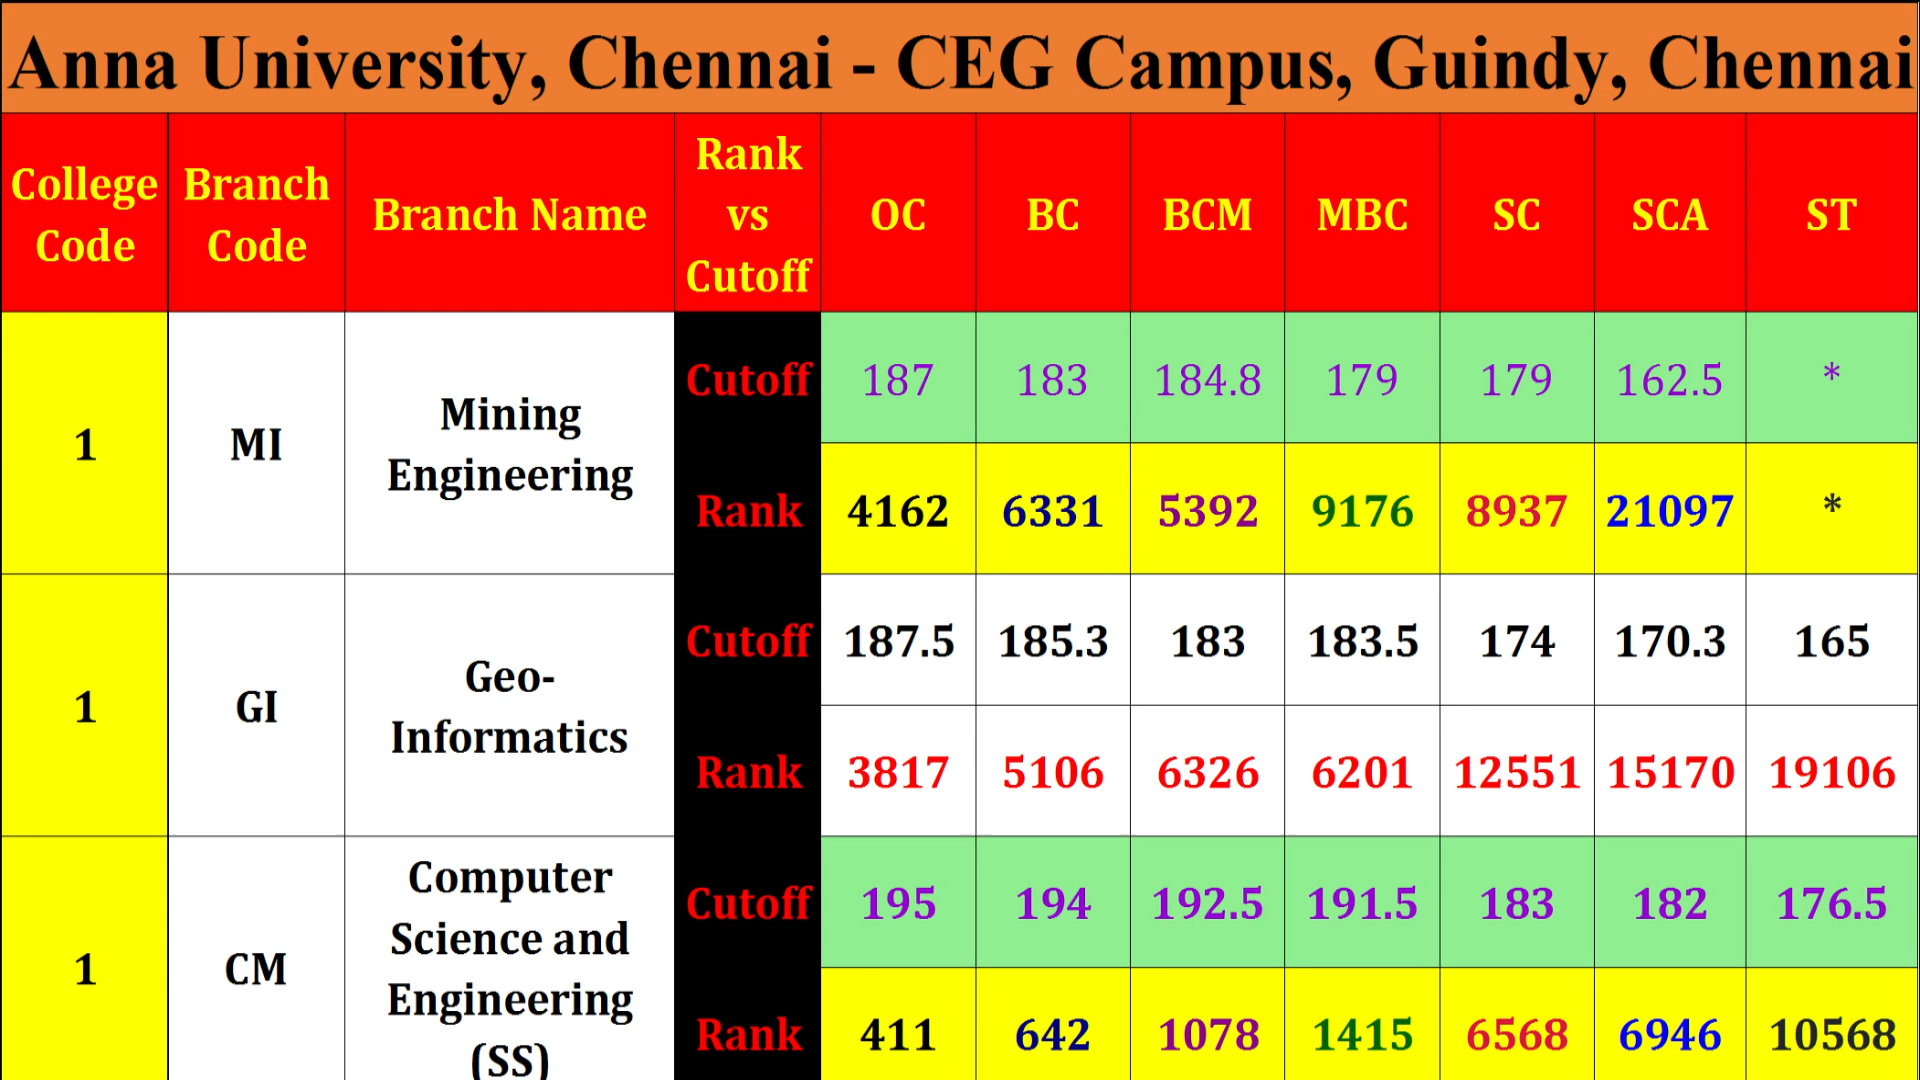 Anna University, Chennai - CEG Campus, Guindy, Chennai
College Code Branch Code Branch Name Rank vs Cutoff OC BC BCM MBC SC SCA ST
1 MI Mining Engineering Cutoff 187 183 184.8 179 179 162.5 *
Rank 4162 6331 5392 9176 8937 21097 *
1 GI Geo-Informatics Cutoff 187.5 185.3 183 183.5 174 170.3 165
Rank 3817 5106 6326 6201 12551 15170 19106
1 CM Computer Science and Engineering (SS) Cutoff 195 194 192.5 191.5 183 182 176.5
Rank 411 642 1078 1415 6568 6946 10568